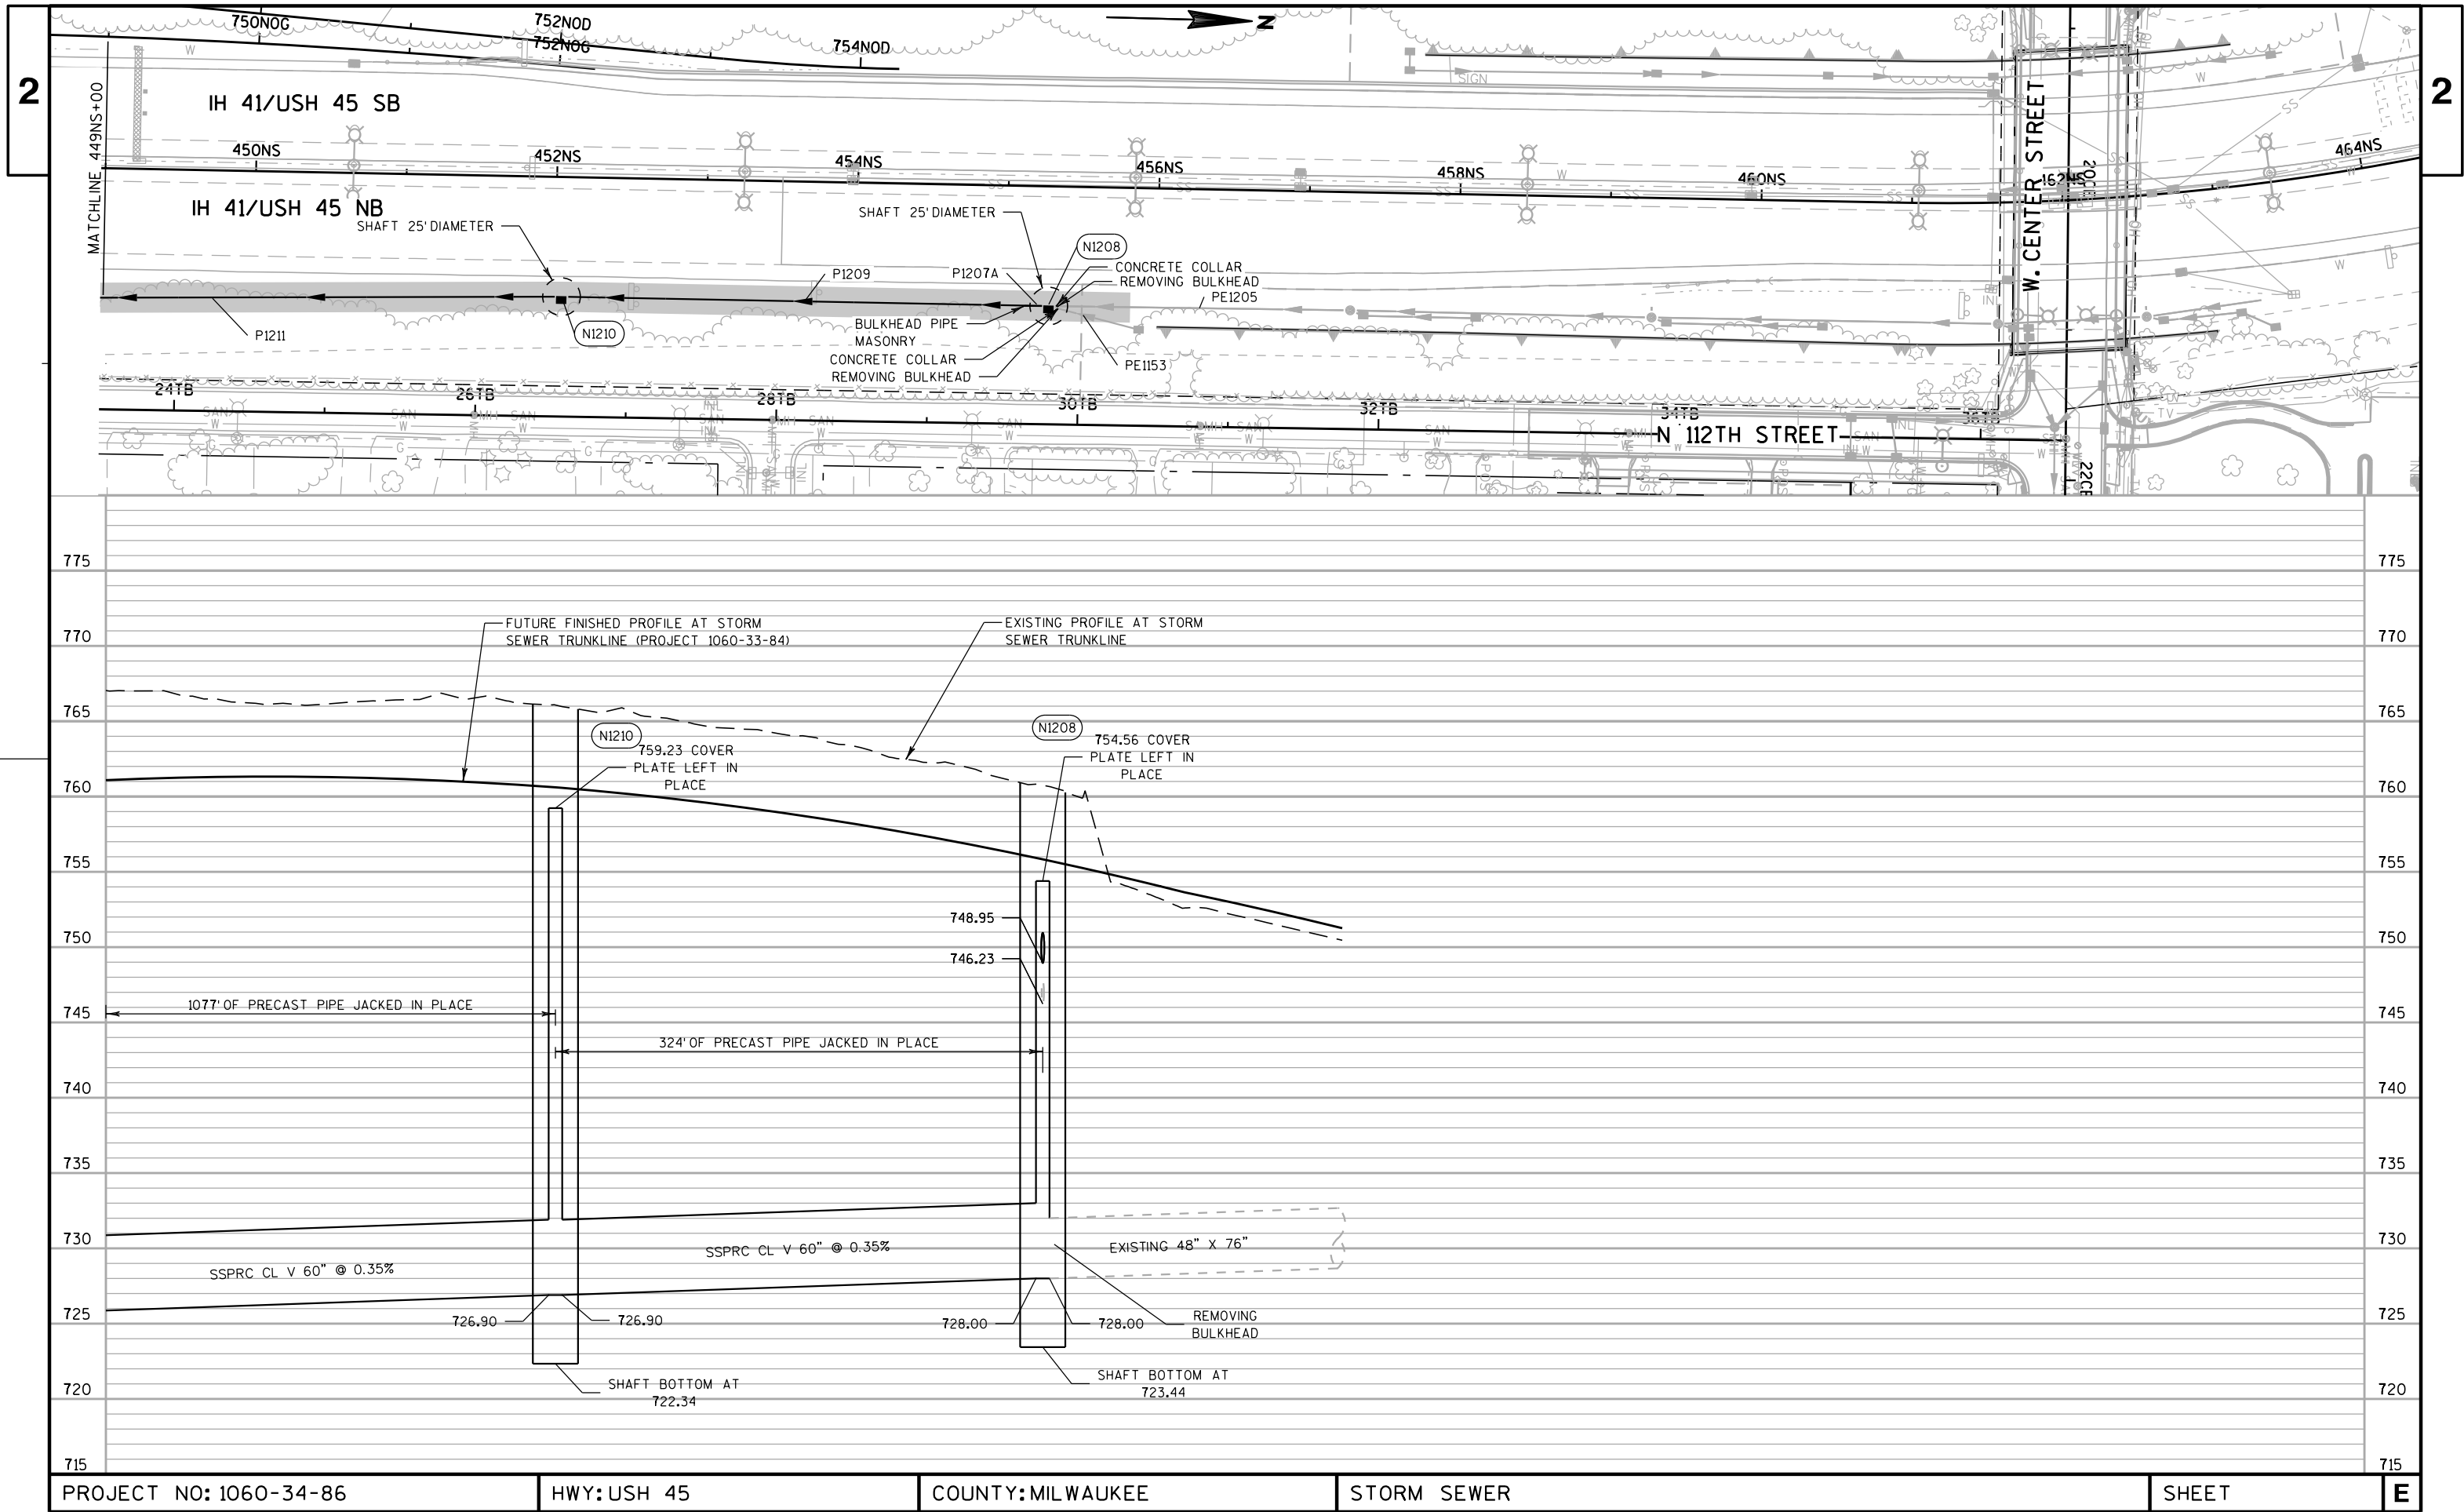 2
2
750NOG
752NOD
752NOG
754NOD
N
IH 41/USH 45 SB
MATCHLINE 449NS+00
SIGN
W. CENTER STREET
450NS
452NS
454NS
456NS
458NS
460NS
462NS
464NS
IH 41/USH 45 NB
SHAFT 25' DIAMETER
SHAFT 25' DIAMETER
N1208
P1209
P1207A
CONCRETE COLLAR
REMOVING BULKHEAD
PE1205
P1211
N1210
BULKHEAD PIPE
MASONRY
CONCRETE COLLAR
REMOVING BULKHEAD
PE1153
24TB
26TB
28TB
30TB
32TB
34TB
N 112TH STREET
775
775
770
770
765
765
760
760
755
755
750
750
745
745
740
740
735
735
730
730
725
725
720
720
715
715
FUTURE FINISHED PROFILE AT STORM
SEWER TRUNKLINE (PROJECT 1060-33-84)
EXISTING PROFILE AT STORM
SEWER TRUNKLINE
N1210
759.23 COVER
PLATE LEFT IN
PLACE
N1208
754.56 COVER
PLATE LEFT IN
PLACE
748.95
746.23
1077' OF PRECAST PIPE JACKED IN PLACE
324' OF PRECAST PIPE JACKED IN PLACE
SSPRC CL V 60" @ 0.35%
SSPRC CL V 60" @ 0.35%
EXISTING 48" X 76"
726.90
726.90
728.00
728.00
REMOVING
BULKHEAD
SHAFT BOTTOM AT
722.34
SHAFT BOTTOM AT
723.44
PROJECT NO: 1060-34-86
HWY: USH 45
COUNTY: MILWAUKEE
STORM SEWER
SHEET
E